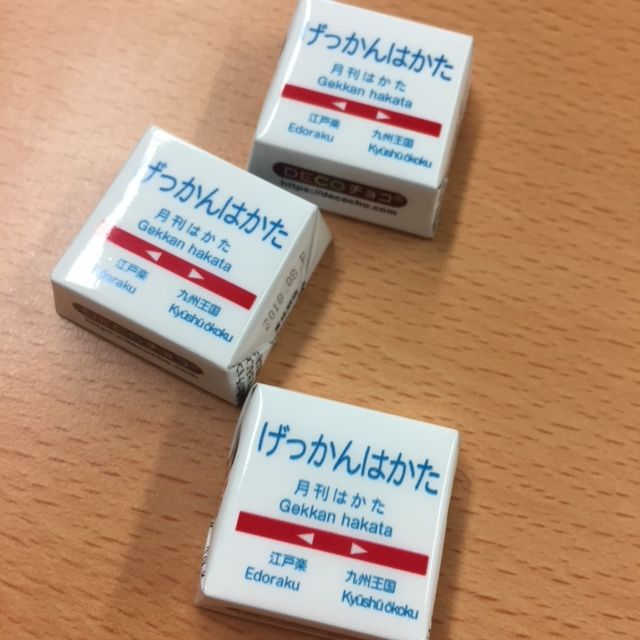 げっかんはかた
月刊はかた
Gekkan hakata
江戸楽
九州王国
Edoraku
Kyūshū ōkoku
DECOチョコ
https://decocho.com
げっかんはかた
月刊はかた
Gekkan hakata
江戸楽
九州王国
Edoraku
Kyūshū ōkoku
げっかんはかた
月刊はかた
Gekkan hakata
江戸楽
九州王国
Edoraku
Kyūshū ōkoku